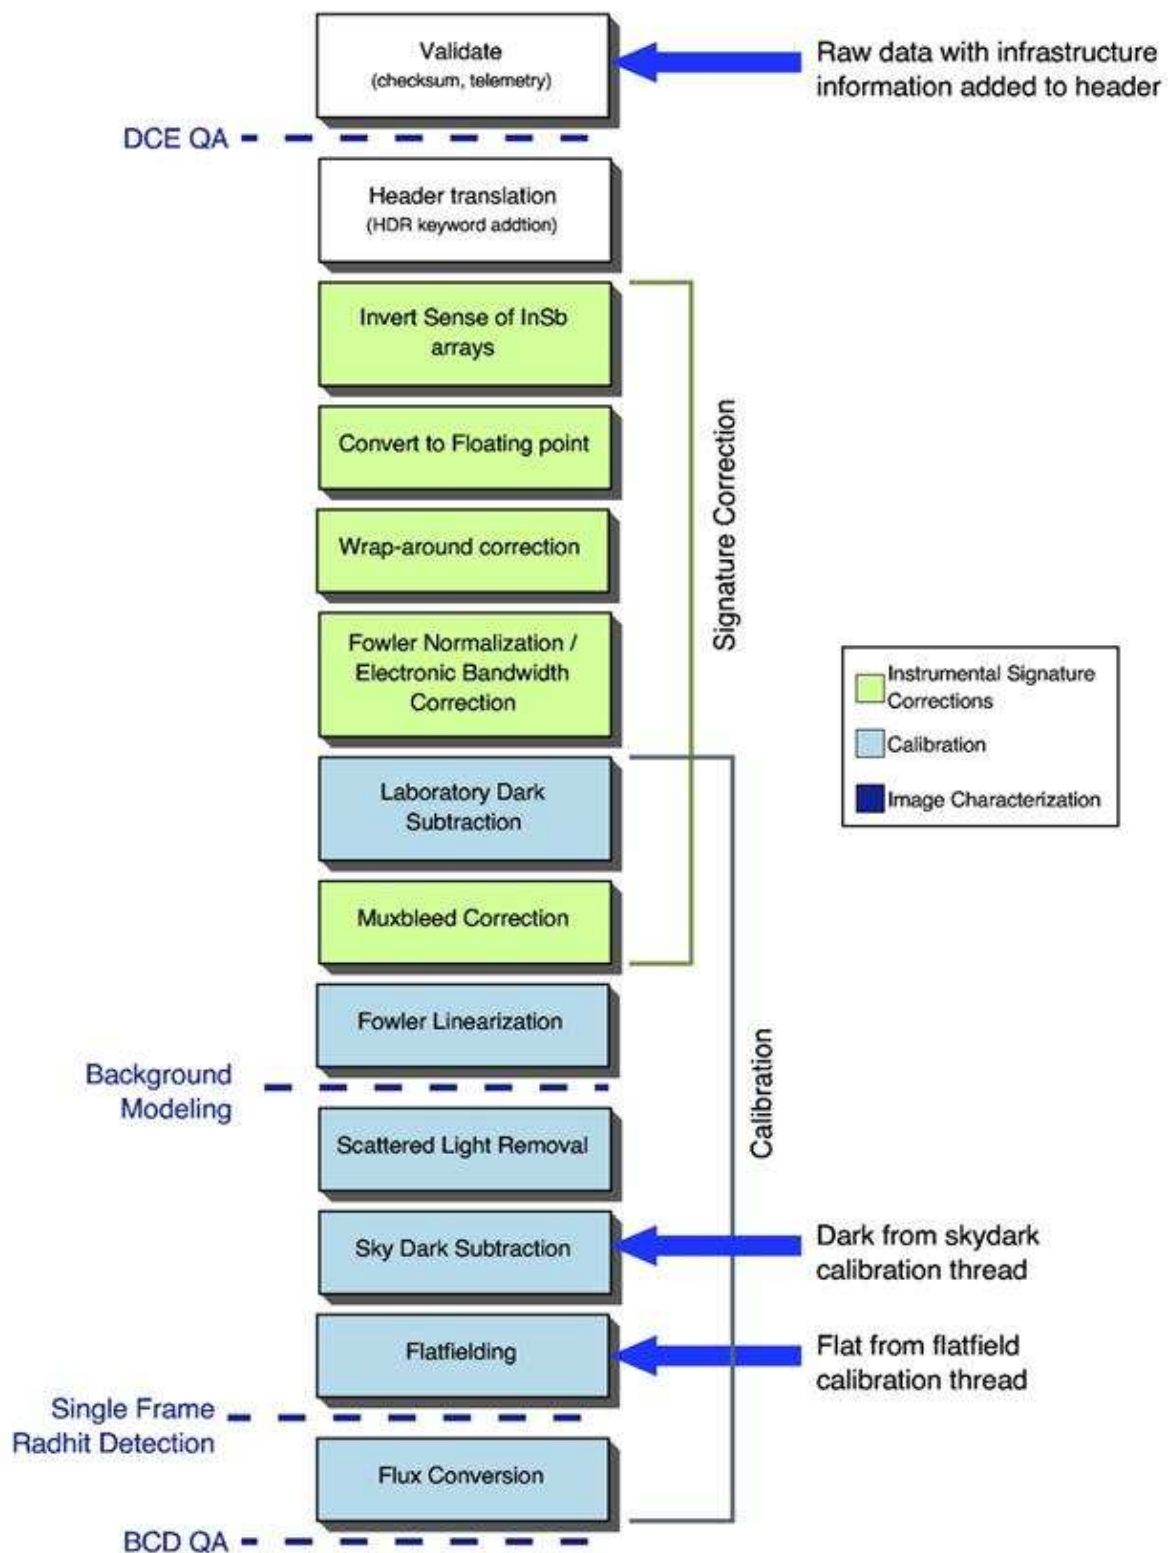 Validate
(checksum, telemetry)
Raw data with infrastructure
information added to header
DCE QA
Header translation
(HDR keyword addtion)
Invert Sense of InSb
arrays
Convert to Floating point
Wrap-around correction
Fowler Normalization /
Electronic Bandwidth
Correction
Signature Correction
Laboratory Dark
Subtraction
Muxbleed Correction
Instrumental Signature
Corrections
Calibration
Image Characterization
Fowler Linearization
Background
Modeling
Scattered Light Removal
Calibration
Sky Dark Subtraction
Dark from skydark
calibration thread
Flatfielding
Flat from flatfield
calibration thread
Single Frame
Radhit Detection
Flux Conversion
BCD QA